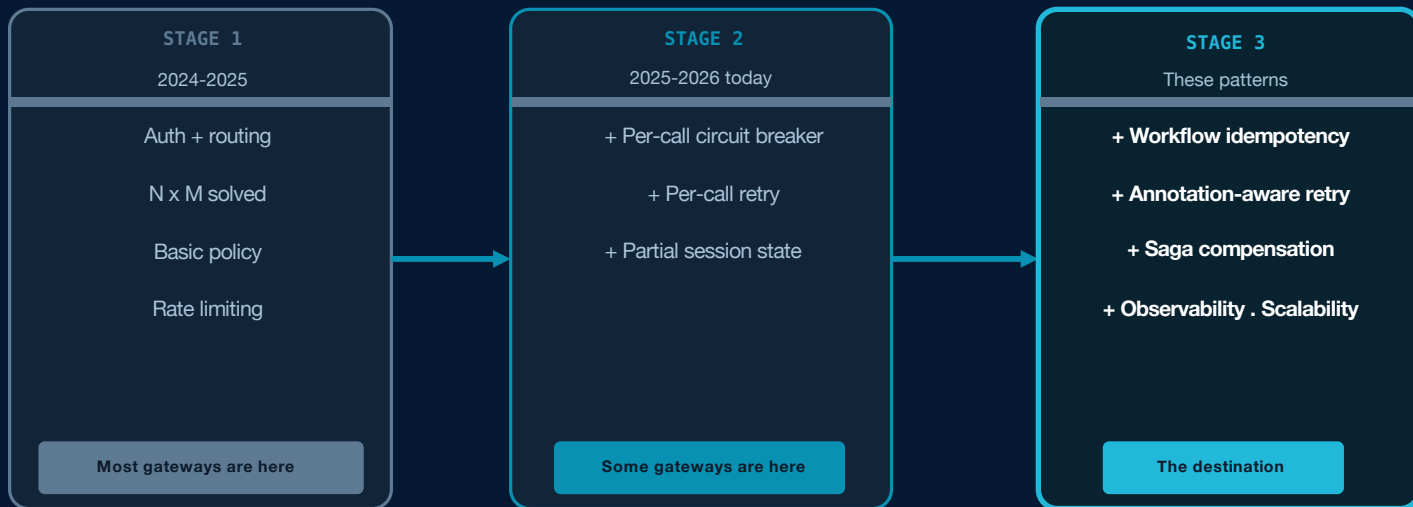 STAGE 1
2024-2025
Auth + routing
N x M solved
Basic policy
Rate limiting
Most gateways are here
STAGE 2
2025-2026 today
+ Per-call circuit breaker
+ Per-call retry
+ Partial session state
Some gateways are here
STAGE 3
These patterns
+ Workflow idempotency
+ Annotation-aware retry
+ Saga compensation
+ Observability . Scalability
The destination